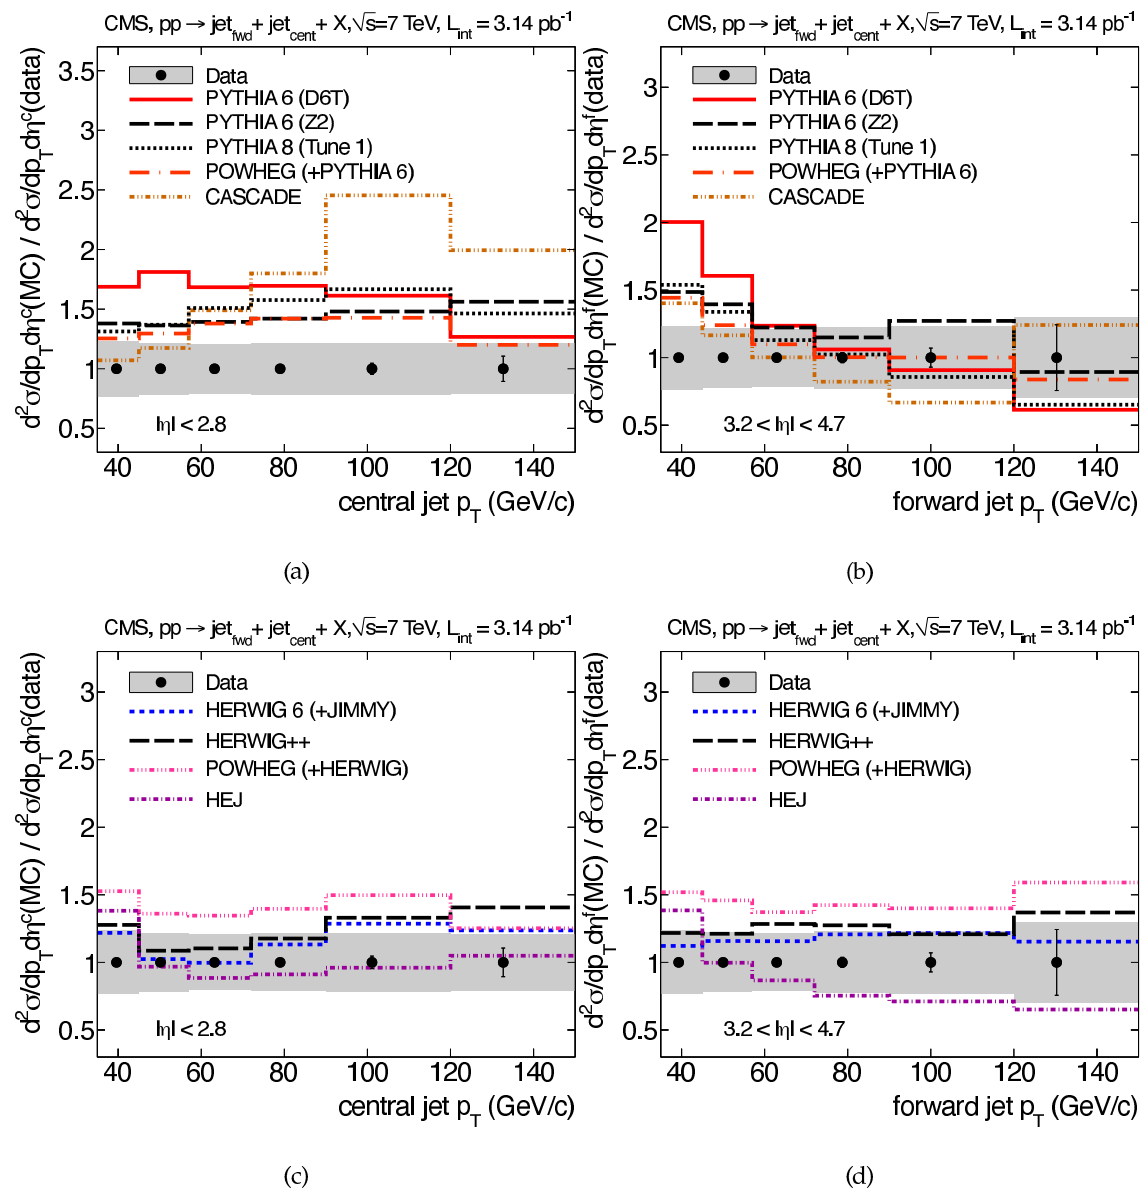 CMS, pp → jet_fwd + jet_cent + X, √s=7 TeV, L_int = 3.14 pb⁻¹
d²σ/dp_T dη^c(MC) / d²σ/dp_T dη^c(data)
3.5
3
2.5
2
1.5
1
0.5
Data
PYTHIA 6 (D6T)
PYTHIA 6 (Z2)
PYTHIA 8 (Tune 1)
POWHEG (+PYTHIA 6)
CASCADE
|η| < 2.8
40 60 80 100 120 140
central jet p_T (GeV/c)
(a)
CMS, pp → jet_fwd + jet_cent + X, √s=7 TeV, L_int = 3.14 pb⁻¹
d²σ/dp_T dη^f(MC) / d²σ/dp_T dη^f(data)
3
2.5
2
1.5
1
0.5
Data
PYTHIA 6 (D6T)
PYTHIA 6 (Z2)
PYTHIA 8 (Tune 1)
POWHEG (+PYTHIA 6)
CASCADE
3.2 < |η| < 4.7
40 60 80 100 120 140
forward jet p_T (GeV/c)
(b)
CMS, pp → jet_fwd + jet_cent + X, √s=7 TeV, L_int = 3.14 pb⁻¹
d²σ/dp_T dη^c(MC) / d²σ/dp_T dη^c(data)
3
2.5
2
1.5
1
0.5
Data
HERWIG 6 (+JIMMY)
HERWIG++
POWHEG (+HERWIG)
HEJ
|η| < 2.8
40 60 80 100 120 140
central jet p_T (GeV/c)
(c)
CMS, pp → jet_fwd + jet_cent + X, √s=7 TeV, L_int = 3.14 pb⁻¹
d²σ/dp_T dη^f(MC) / d²σ/dp_T dη^f(data)
3
2.5
2
1.5
1
0.5
Data
HERWIG 6 (+JIMMY)
HERWIG++
POWHEG (+HERWIG)
HEJ
3.2 < |η| < 4.7
40 60 80 100 120 140
forward jet p_T (GeV/c)
(d)